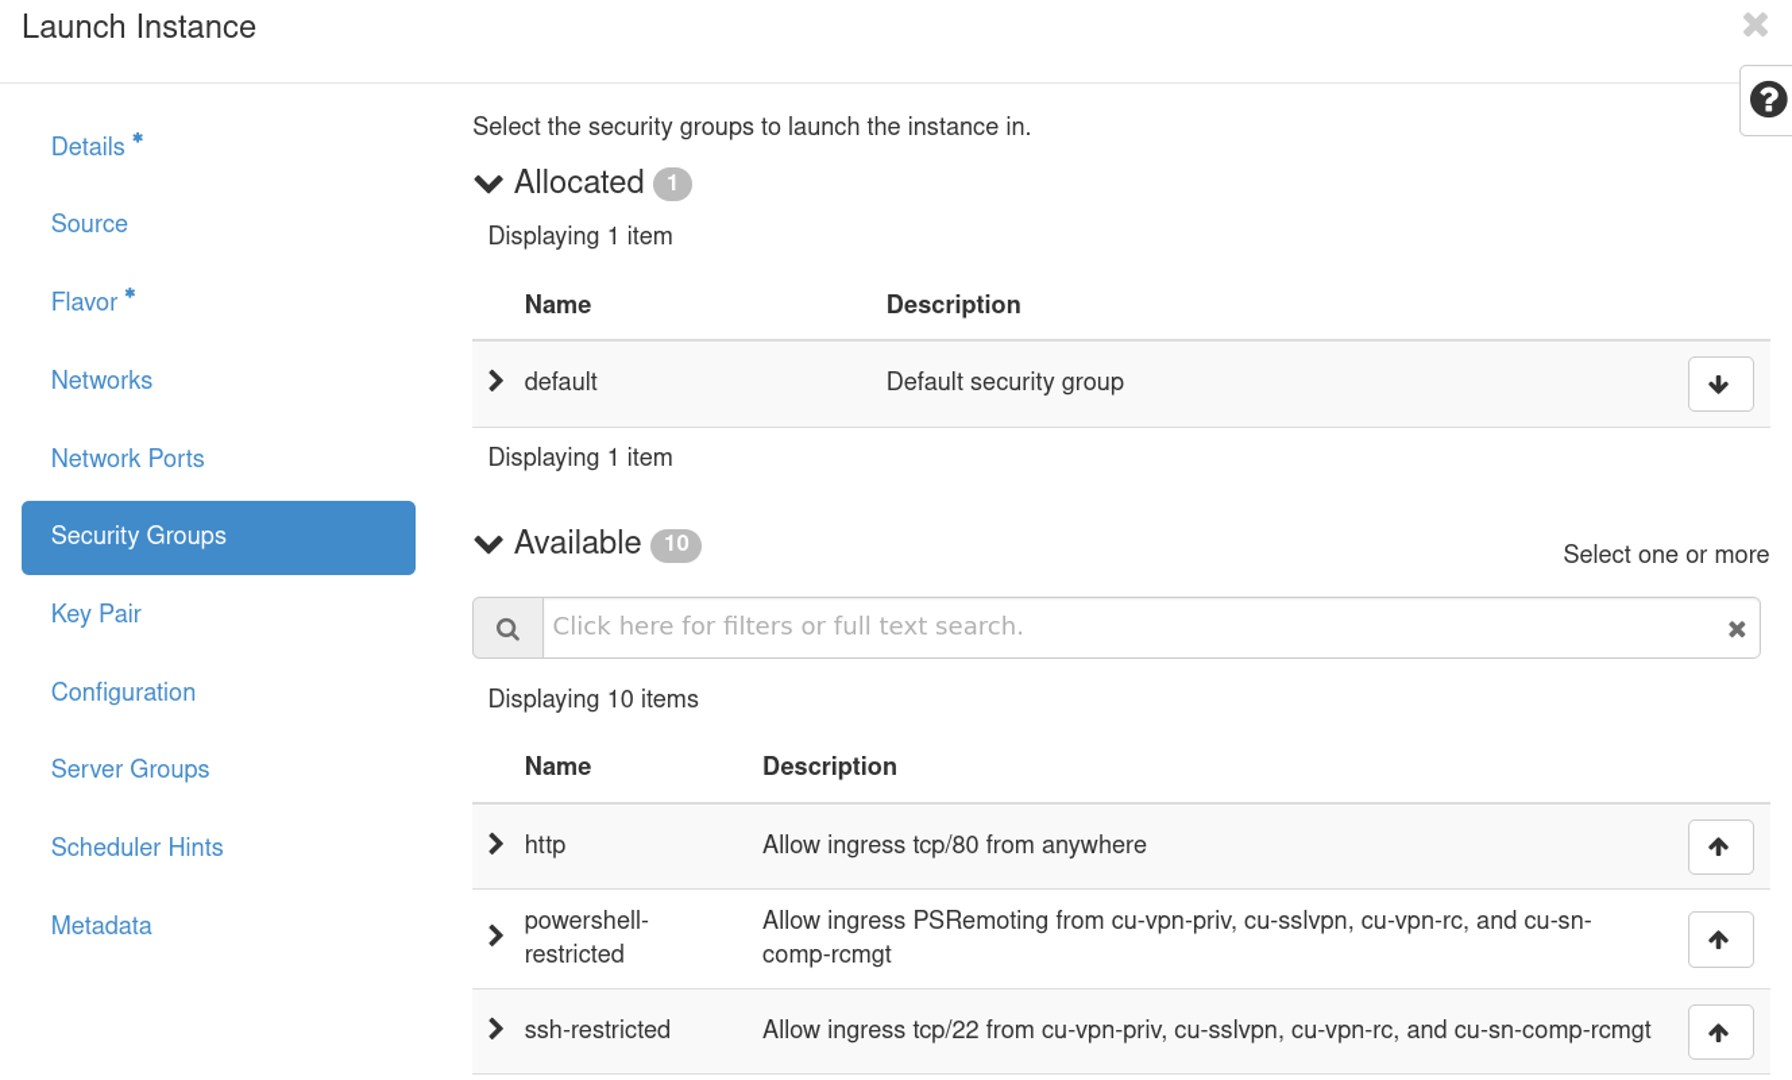 Launch Instance
Details *
Source
Flavor *
Networks
Network Ports
Security Groups
Key Pair
Configuration
Server Groups
Scheduler Hints
Metadata
Select the security groups to launch the instance in.
Allocated 1
Displaying 1 item
Name Description
default Default security group
Displaying 1 item
Available 10
Select one or more
Click here for filters or full text search.
Displaying 10 items
Name Description
http Allow ingress tcp/80 from anywhere
powershell-
restricted
Allow ingress PSRemoting from cu-vpn-priv, cu-sslvpn, cu-vpn-rc, and cu-sn-
comp-rcmgt
ssh-restricted Allow ingress tcp/22 from cu-vpn-priv, cu-sslvpn, cu-vpn-rc, and cu-sn-comp-rcmgt